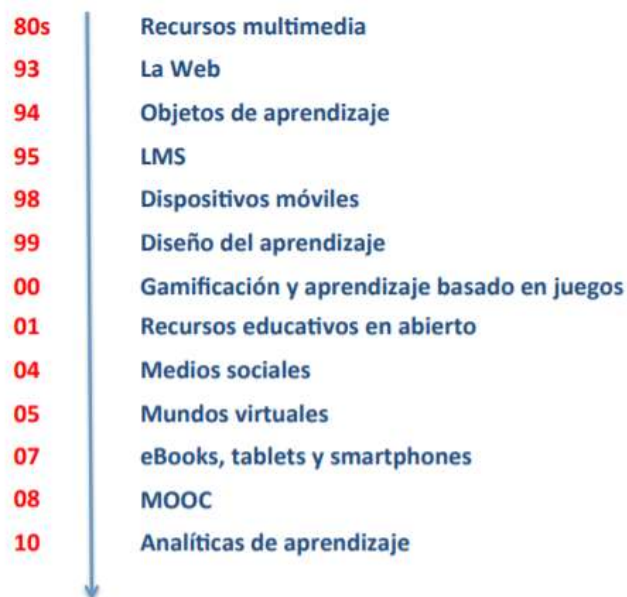 80s Recursos multimedia
93 La Web
94 Objetos de aprendizaje
95 LMS
98 Dispositivos móviles
99 Diseño del aprendizaje
00 Gamificación y aprendizaje basado en juegos
01 Recursos educativos en abierto
04 Medios sociales
05 Mundos virtuales
07 eBooks, tablets y smartphones
08 MOOC
10 Analíticas de aprendizaje